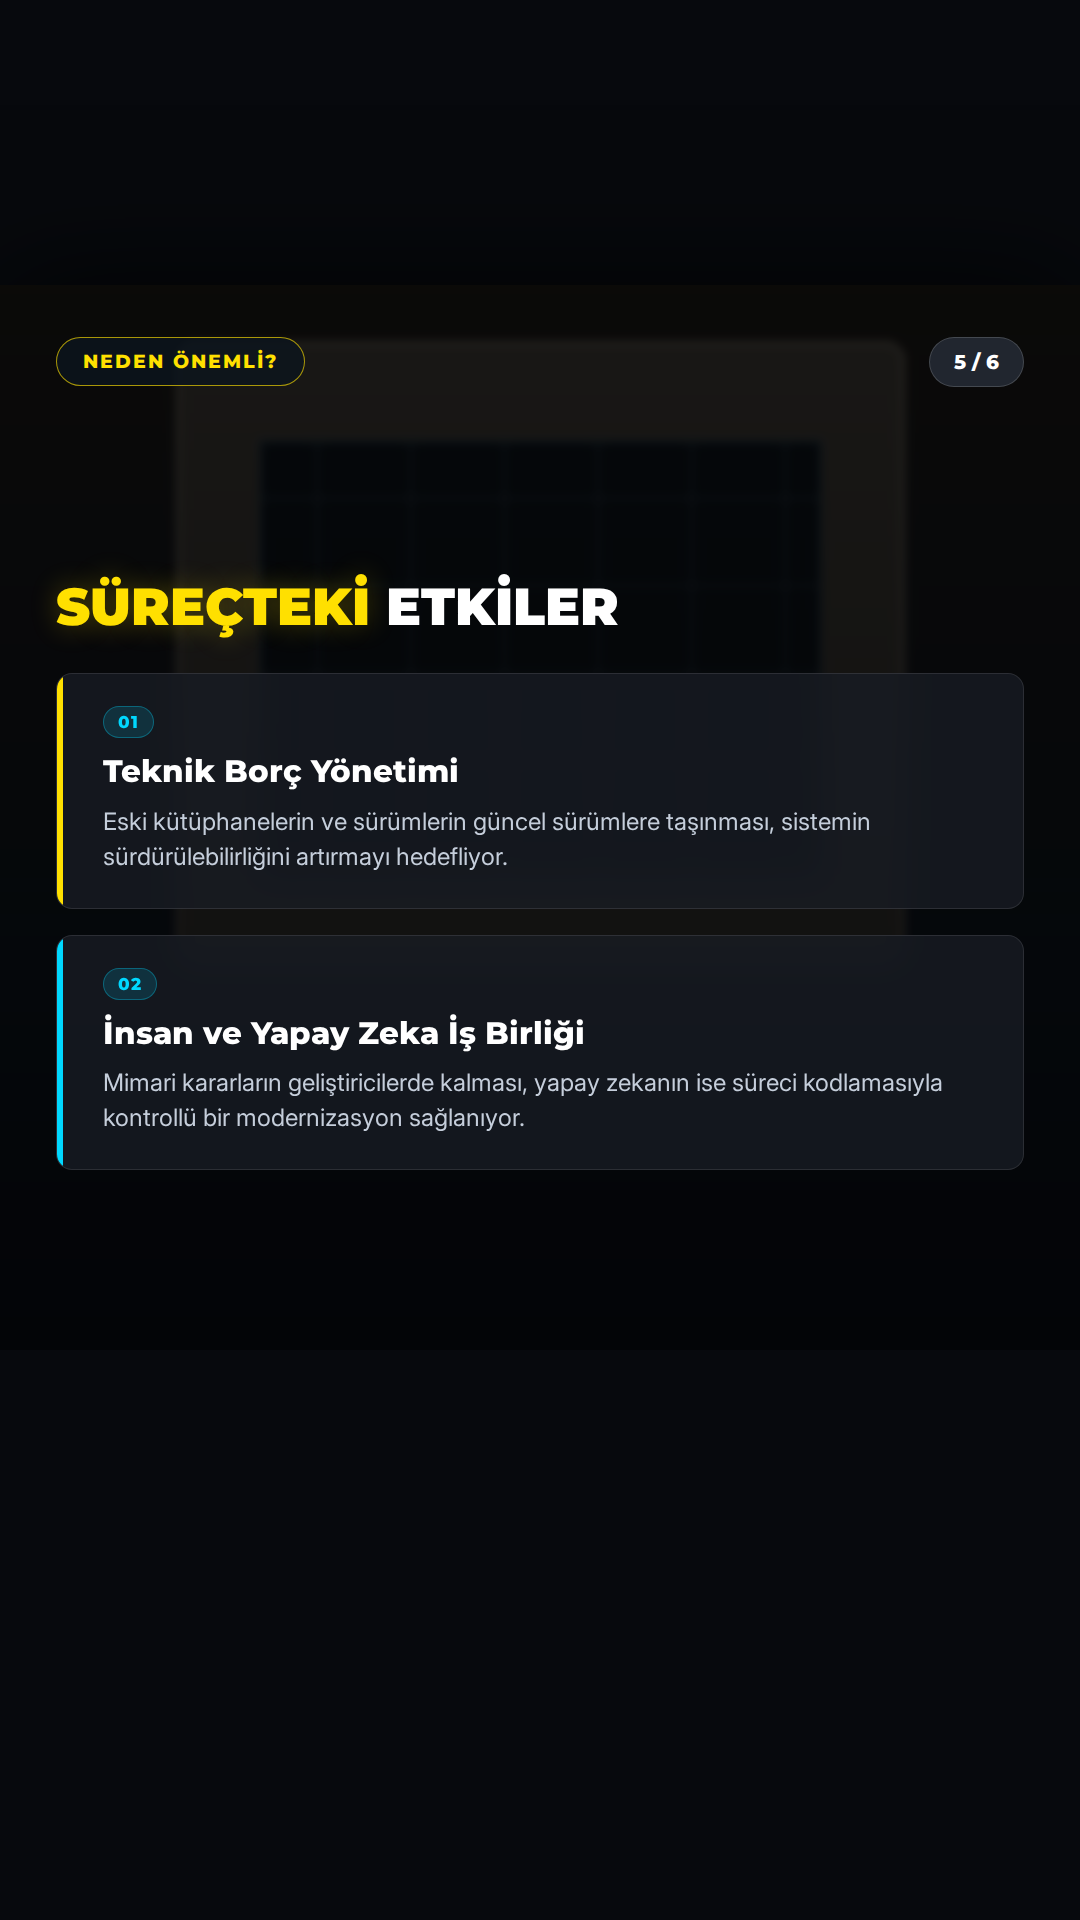 NEDEN ÖNEMLİ?
5 / 6
SÜREÇTEKİ ETKİLER
01
Teknik Borç Yönetimi
Eski kütüphanelerin ve sürümlerin güncel sürümlere taşınması, sistemin
sürdürülebilirliğini artırmayı hedefliyor.
02
İnsan ve Yapay Zeka İş Birliği
Mimari kararların geliştiricilerde kalması, yapay zekanın ise süreci kodlamasıyla
kontrollü bir modernizasyon sağlanıyor.